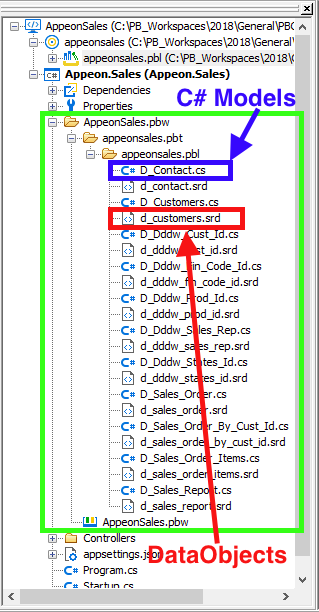 AppeonSales (C:\PB_Workspaces\2018\General\PBC
appeonsales (C:\PB_Workspaces\2018\Genera
appeonsales.pbl (C:\PB_Workspaces\2018\G
Appeon.Sales (Appeon.Sales)
Dependencies
C# Models
Properties
AppeonSales.pbw
appeonsales.pbt
appeonsales.pbl
C# D_Contact.cs
d_contact.srd
C# D_Customers.cs
d_customers.srd
C# D_Dddw_Cust_Id.cs
d_dddw_cust_id.srd
C# D_Dddw_Fin_Code_Id.cs
d_dddw_fin_code_id.srd
C# D_Dddw_Prod_Id.cs
d_dddw_prod_id.srd
C# D_Dddw_Sales_Rep.cs
d_dddw_sales_rep.srd
C# D_Dddw_States_Id.cs
d_dddw_states_id.srd
C# D_Sales_Order.cs
d_sales_order.srd
C# D_Sales_Order_By_Cust_Id.cs
d_sales_order_by_cust_id.srd
C# D_Sales_Order_Items.cs
d_sales_order_items.srd
C# D_Sales_Report.cs
d_sales_report.srd
AppeonSales.pbw
Controllers
DataObjects
appsettings.json
C# Program.cs
C# Startup.cs